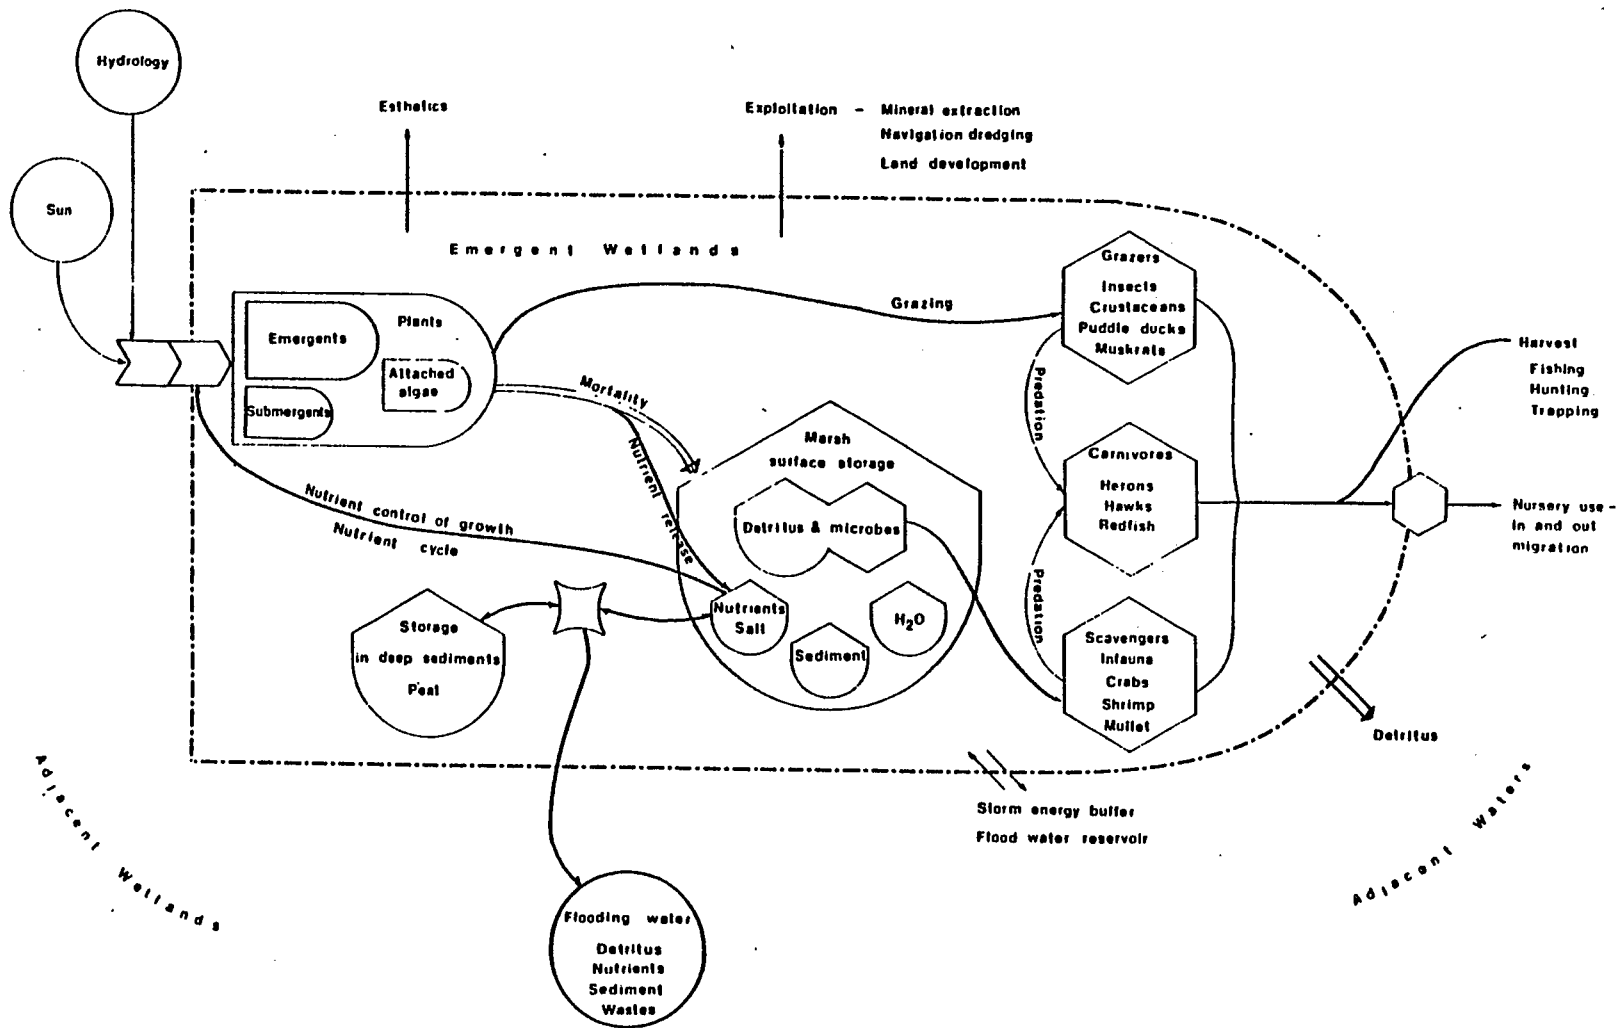 Hydrology
Sun
Esthetics
Exploitation - Mineral extraction
Navigation dredging
Land development
Emergent Wetlands
Plants
Emergents
Attached
algae
Submergents
Grazing
Mortality
Nutrient release
Nutrient control of growth
Nutrient cycle
Grazers
Insects
Crustaceans
Puddle ducks
Muskrats
Predation
Carnivores
Herons
Hawks
Redfish
Predation
Scavengers
Infauna
Crabs
Shrimp
Mullet
Marsh
surface storage
Detritus & microbes
Nutrients
Salt
Sediment
H₂O
Storage
in deep sediments
Peat
Harvest
Fishing
Hunting
Trapping
Nursery use -
in and out
migration
Detritus
Storm energy buffer
Flood water reservoir
Adjacent Wetlands
Adjacent Waters
Flooding water
Detritus
Nutrients
Sediment
Wastes